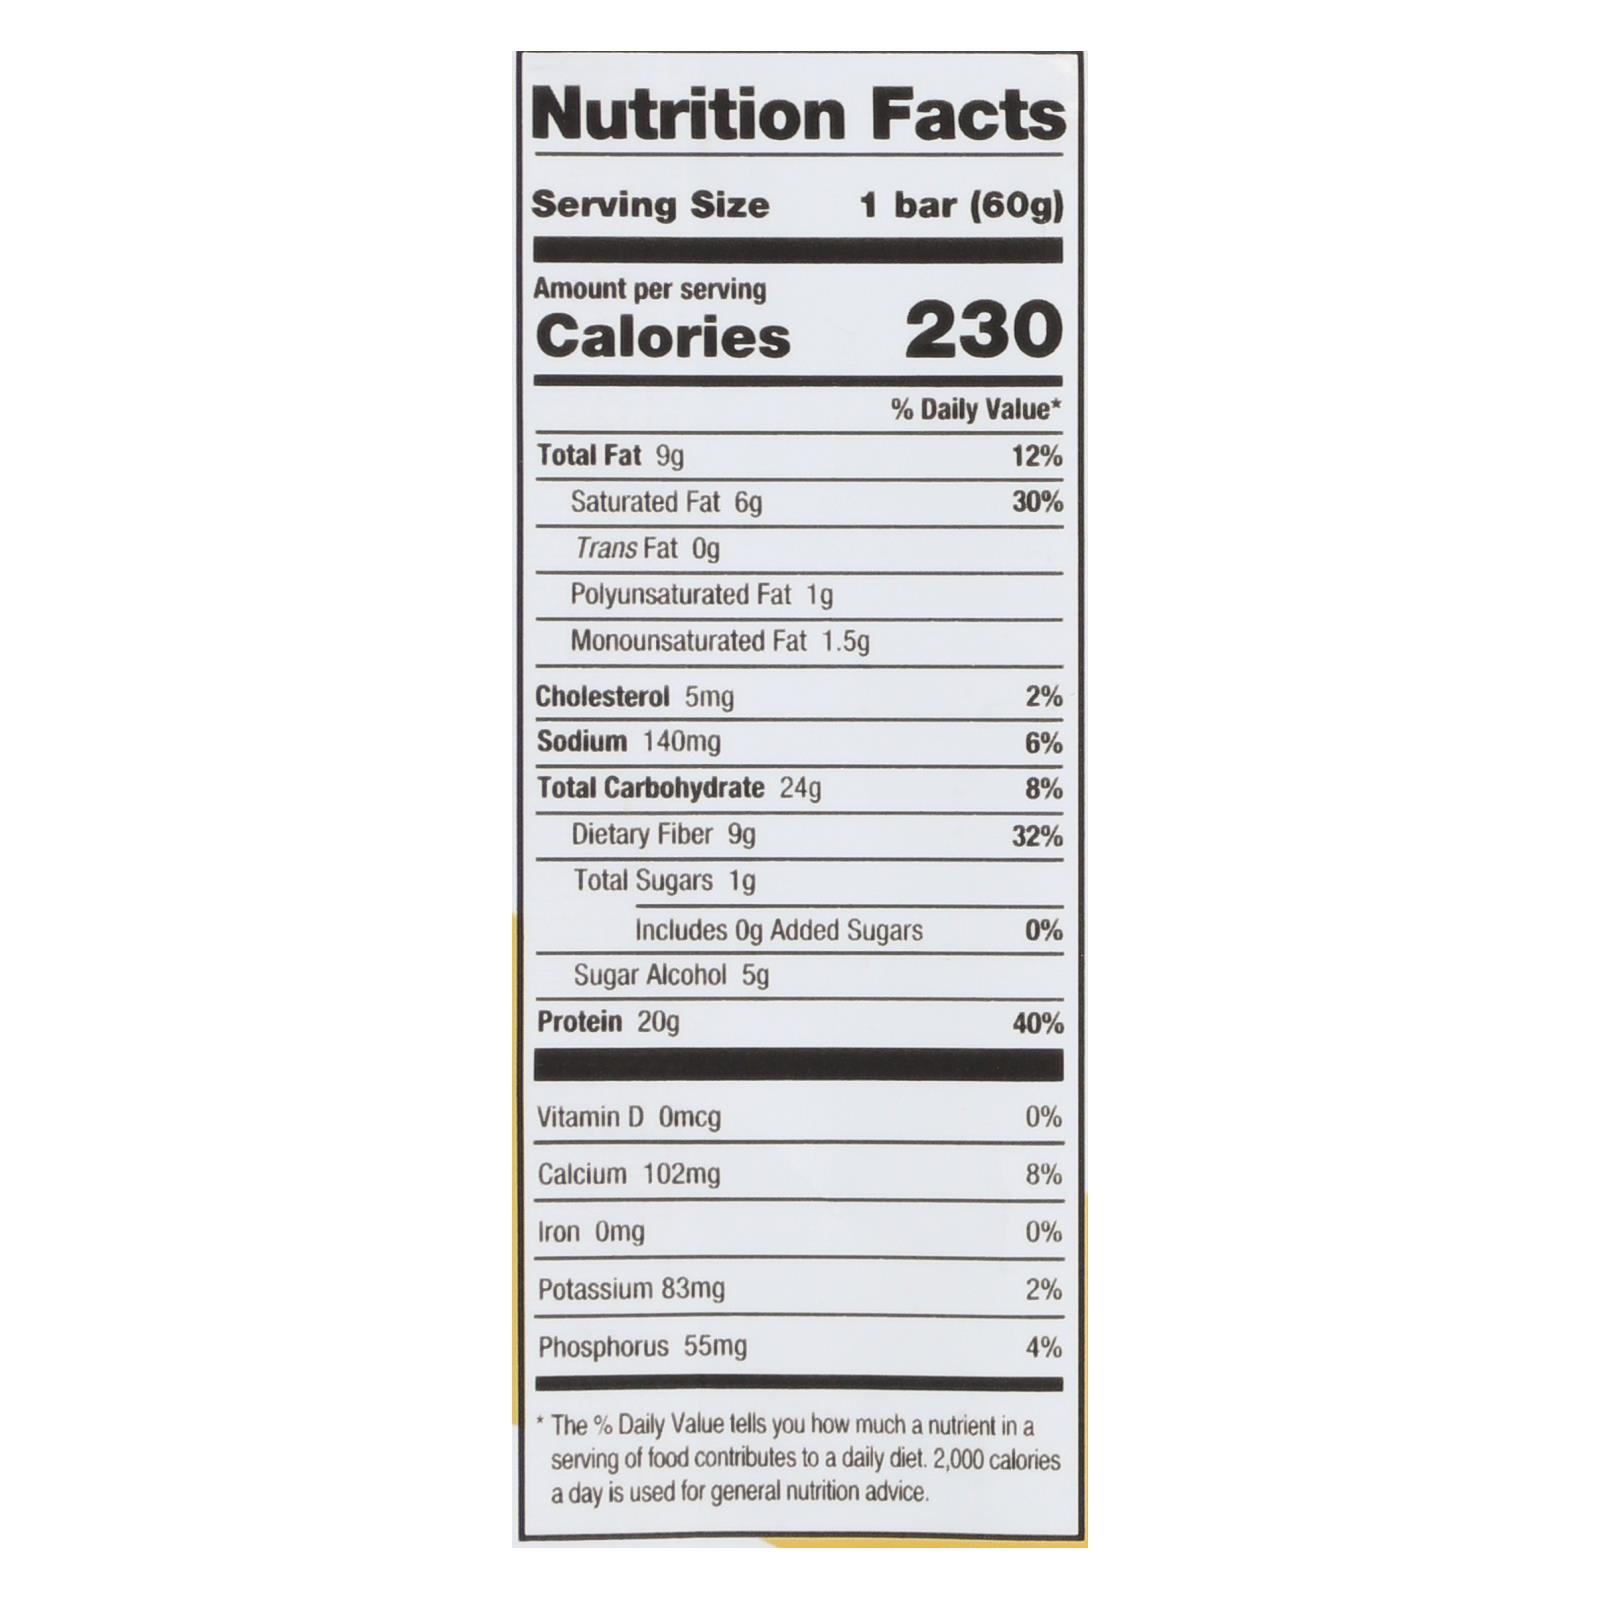 Nutrition Facts
Serving Size 1 bar (60g)
Amount per serving
Calories 230
% Daily Value*
Total Fat 9g 12%
Saturated Fat 6g 30%
Trans Fat 0g
Polyunsaturated Fat 1g
Monounsaturated Fat 1.5g
Cholesterol 5mg 2%
Sodium 140mg 6%
Total Carbohydrate 24g 8%
Dietary Fiber 9g 32%
Total Sugars 1g
Includes 0g Added Sugars 0%
Sugar Alcohol 5g
Protein 20g 40%
Vitamin D 0mcg 0%
Calcium 102mg 8%
Iron 0mg 0%
Potassium 83mg 2%
Phosphorus 55mg 4%
* The % Daily Value tells you how much a nutrient in a
serving of food contributes to a daily diet. 2,000 calories
a day is used for general nutrition advice.